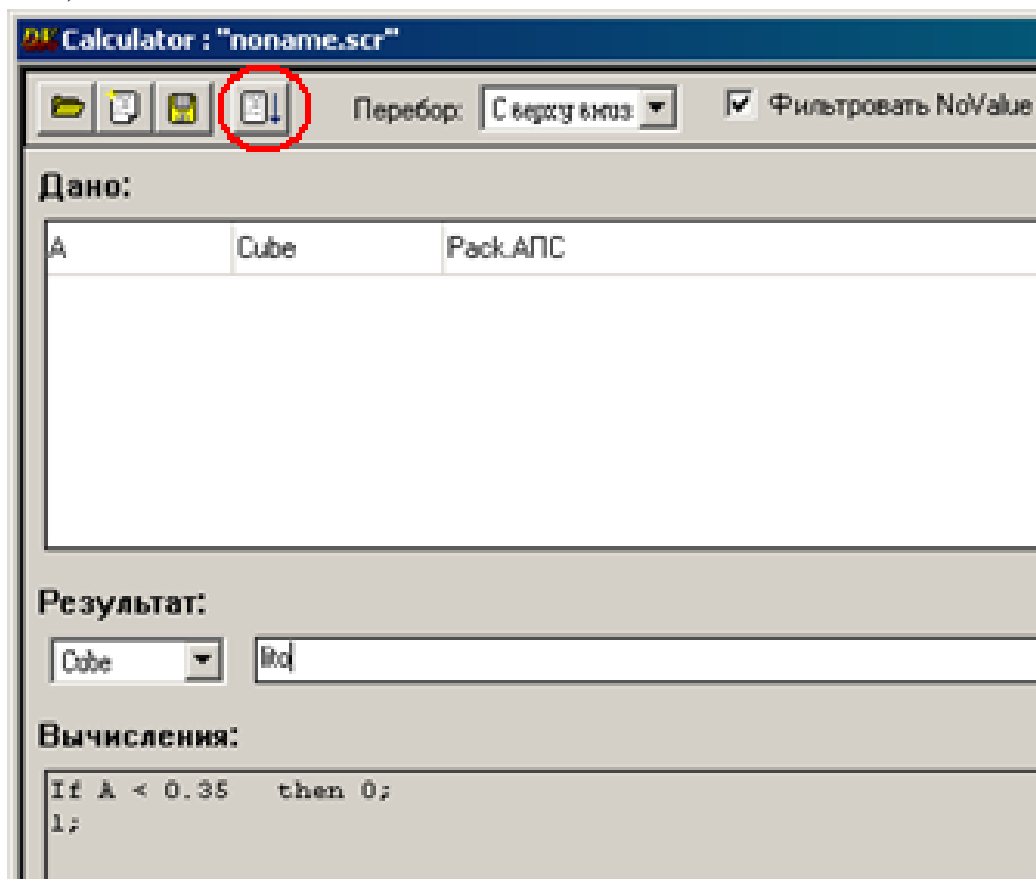 Calculator : "noname.scr"
Перебор: Сверху вниз Фильтровать NoValue
Дано:
A Cube Pack.АПС
Результат:
Cube lito
Вычисления:
If A < 0.35 then 0;
1;